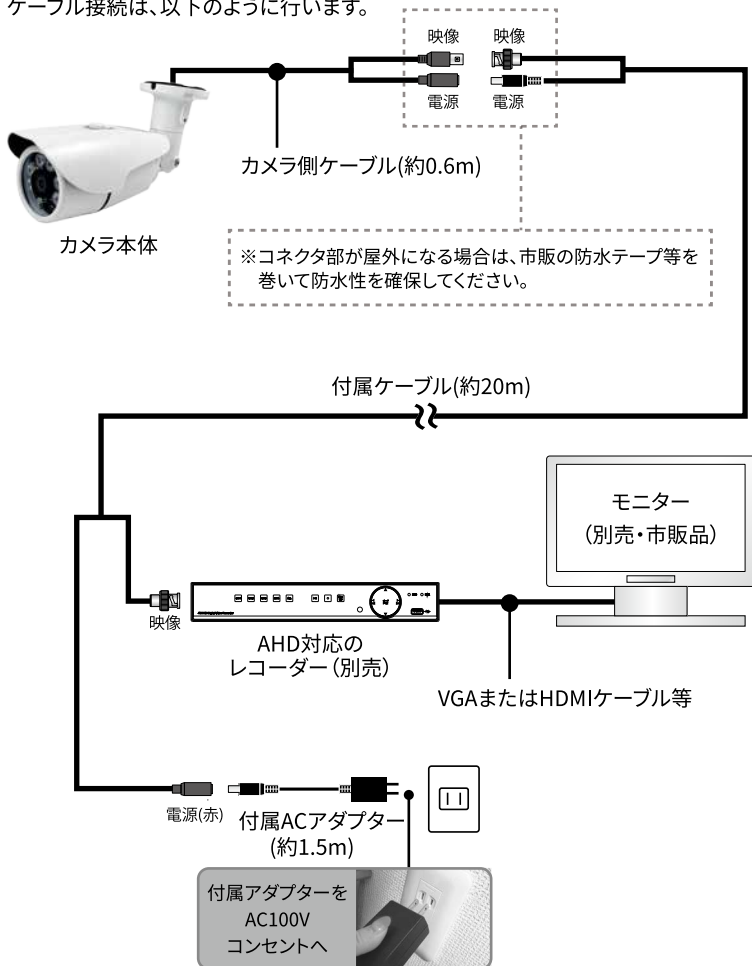 ケーブル接続は、以下のように行います。
映像
映像
電源
電源
カメラ側ケーブル(約0.6m)
カメラ本体
※コネクタ部が屋外になる場合は、市販の防水テープ等を
巻いて防水性を確保してください。
付属ケーブル(約20m)
モニター
（別売・市販品）
映像
AHD対応の
レコーダー（別売）
VGAまたはHDMIケーブル等
電源(赤)
付属ACアダプター
(約1.5m)
付属アダプターを
AC100V
コンセントへ